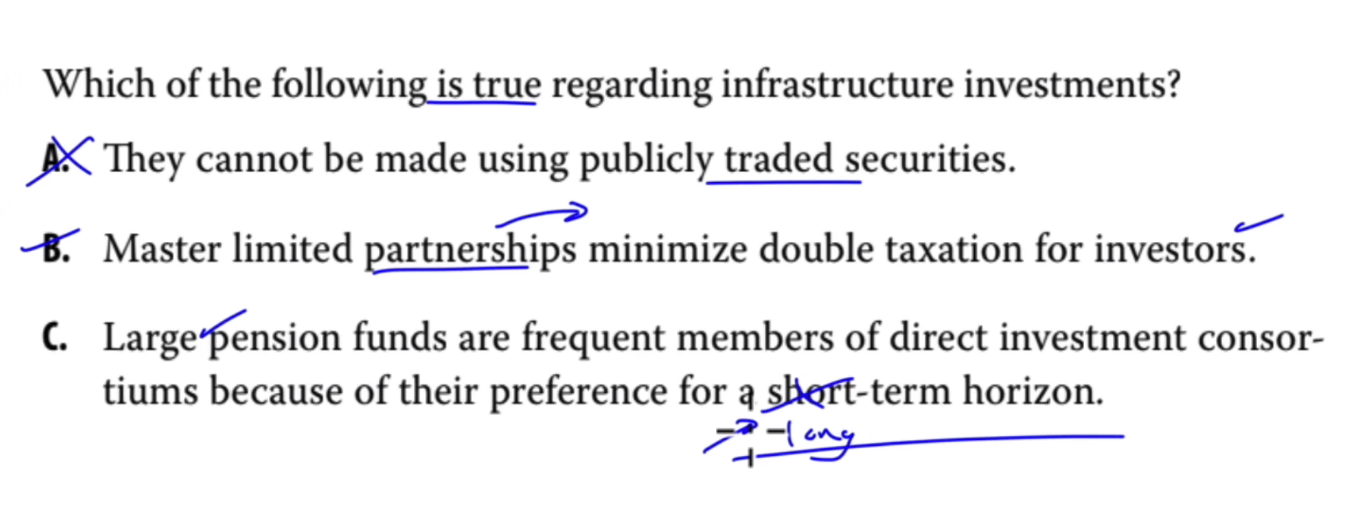 Which of the following is true regarding infrastructure investments?
A. They cannot be made using publicly traded securities.
B. Master limited partnerships minimize double taxation for investors.
C. Large pension funds are frequent members of direct investment consor-
tiums because of their preference for a short-term horizon.
long